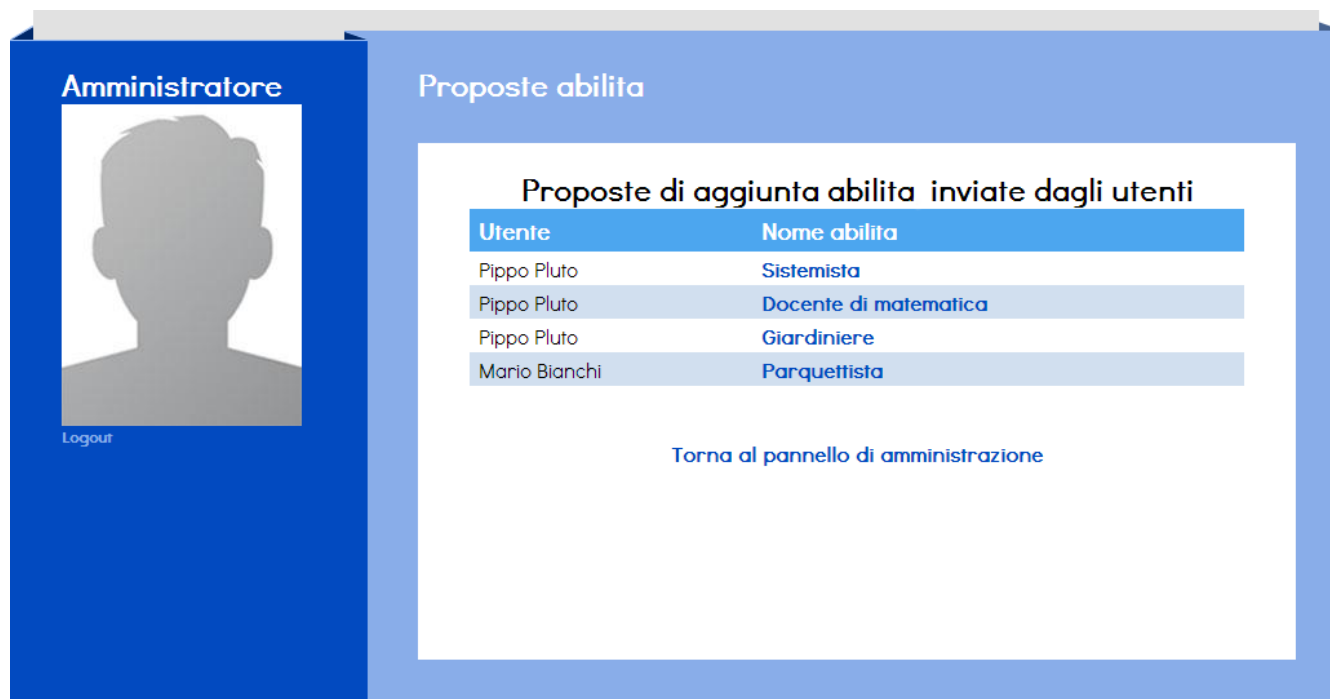 Amministratore
Logout
Proposte abilita
Proposte di aggiunta abilita  inviate dagli utenti
Utente Nome abilita
Pippo Pluto Sistemista
Pippo Pluto Docente di matematica
Pippo Pluto Giardiniere
Mario Bianchi Parquettista
Torna al pannello di amministrazione